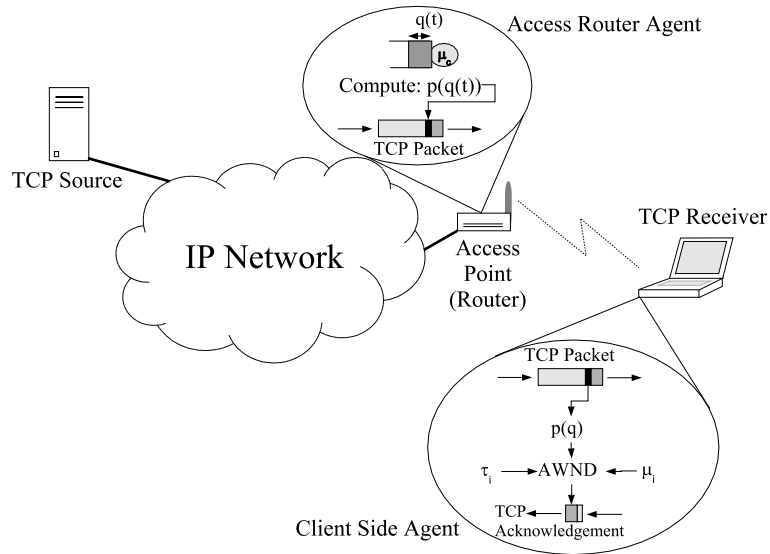 q(t)
Access Router Agent
μc
Compute: p(q(t))
TCP Packet
TCP Source
IP Network
Access
Point
(Router)
TCP Receiver
TCP Packet
p(q)
τi
AWND
μi
TCP
Acknowledgement
Client Side Agent